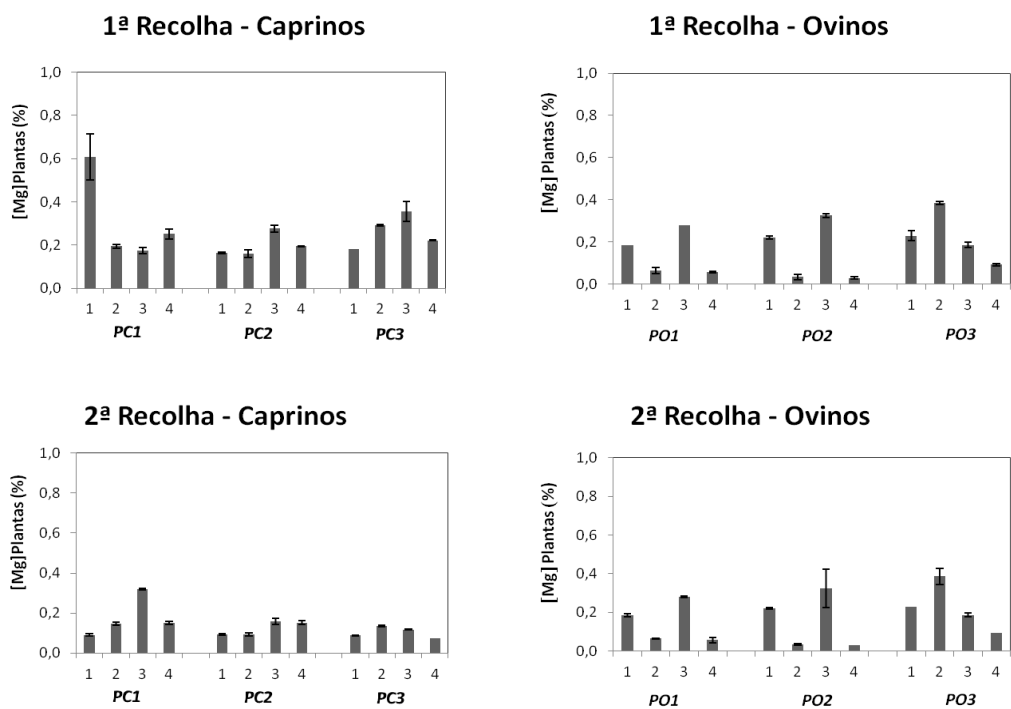 1ª Recolha - Caprinos
[Mg]Plantas (%)
1,0
0,8
0,6
0,4
0,2
0,0
1 2 3 4 1 2 3 4 1 2 3 4
PC1 PC2 PC3
1ª Recolha - Ovinos
[Mg] Plantas (%)
1,0
0,8
0,6
0,4
0,2
0,0
1 2 3 4 1 2 3 4 1 2 3 4
PO1 PO2 PO3
2ª Recolha - Caprinos
[Mg]Plantas (%)
1,0
0,8
0,6
0,4
0,2
0,0
1 2 3 4 1 2 3 4 1 2 3 4
PC1 PC2 PC3
2ª Recolha - Ovinos
[Mg] Plantas (%)
1,0
0,8
0,6
0,4
0,2
0,0
1 2 3 4 1 2 3 4 1 2 3 4
PO1 PO2 PO3